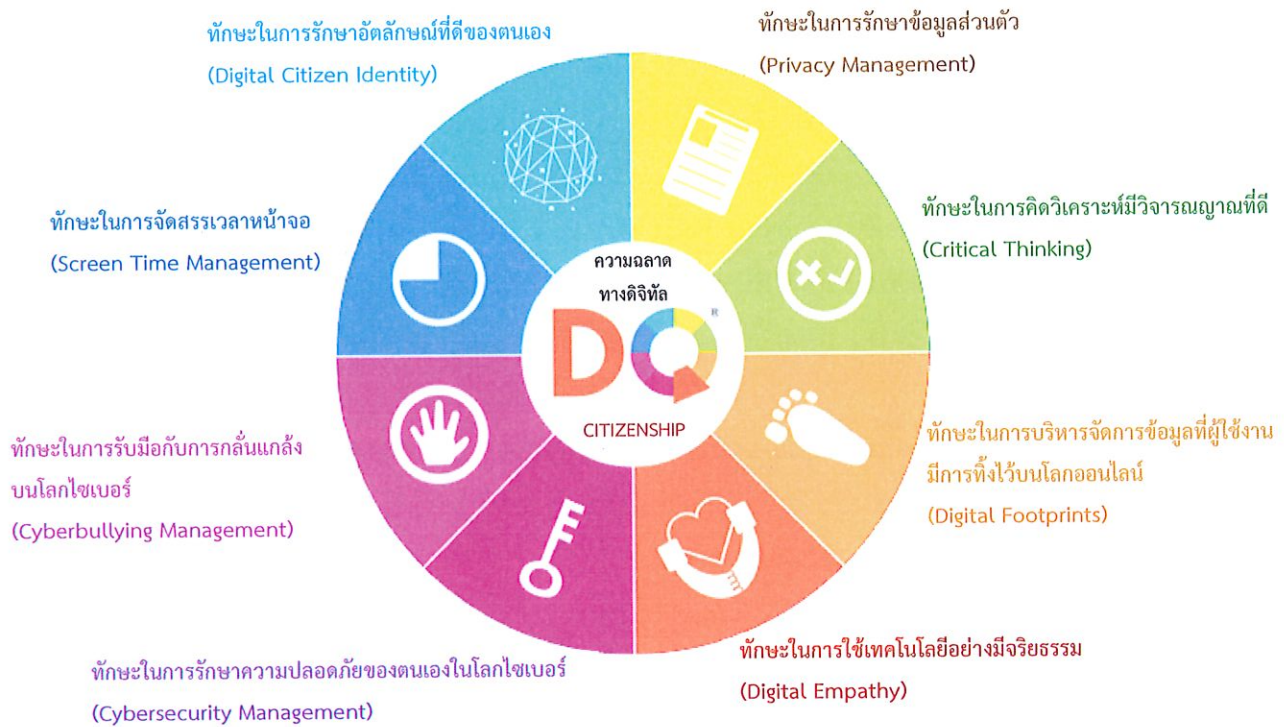 ทักษะในการรักษาอัตลักษณ์ที่ดีของตนเอง
(Digital Citizen Identity)
ทักษะในการรักษาข้อมูลส่วนตัว
(Privacy Management)
ทักษะในการจัดสรรเวลาหน้าจอ
(Screen Time Management)
ทักษะในการคิดวิเคราะห์มีวิจารณญาณที่ดี
(Critical Thinking)
ความฉลาด
ทางดิจิทัล
DQ ®
CITIZENSHIP
ทักษะในการรับมือกับการกลั่นแกล้ง
บนโลกไซเบอร์
(Cyberbullying Management)
ทักษะในการบริหารจัดการข้อมูลที่ผู้ใช้งาน
มีการทิ้งไว้บนโลกออนไลน์
(Digital Footprints)
ทักษะในการรักษาความปลอดภัยของตนเองในโลกไซเบอร์
(Cybersecurity Management)
ทักษะในการใช้เทคโนโลยีอย่างมีจริยธรรม
(Digital Empathy)